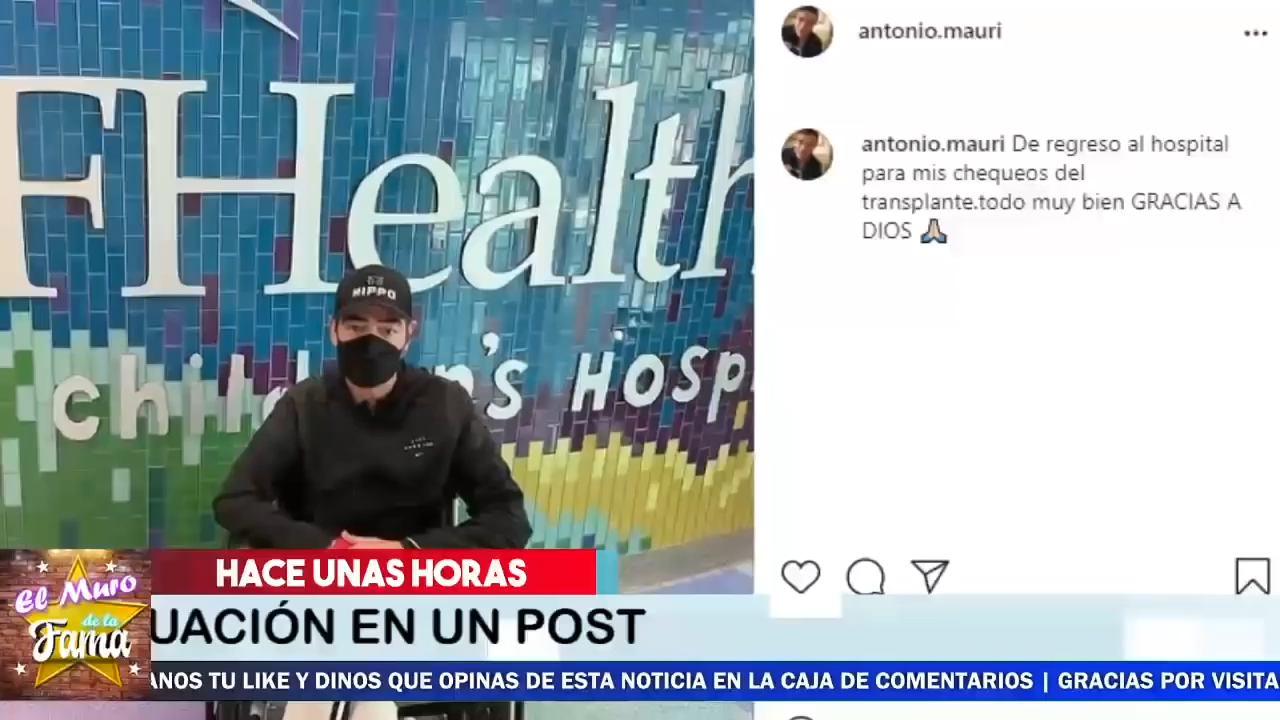 FHealth
children's Hosp
HIPPO
antonio.mauri
antonio.mauri De regreso al hospital
para mis chequeos del
transplante.todo muy bien GRACIAS A
DIOS 🙏🏼
HACE UNAS HORAS
UACIÓN EN UN POST
El Muro
de la
Fama
ANOS TU LIKE Y DINOS QUE OPINAS DE ESTA NOTICIA EN LA CAJA DE COMENTARIOS | GRACIAS POR VISITA